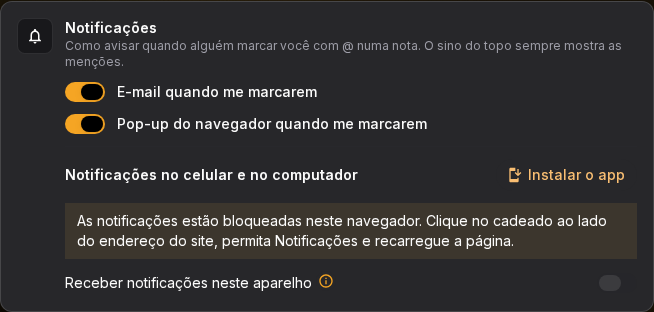 Notificações
Como avisar quando alguém marcar você com @ numa nota. O sino do topo sempre mostra as
menções.
E-mail quando me marcarem
Pop-up do navegador quando me marcarem
Notificações no celular e no computador
Instalar o app
As notificações estão bloqueadas neste navegador. Clique no cadeado ao lado
do endereço do site, permita Notificações e recarregue a página.
Receber notificações neste aparelho